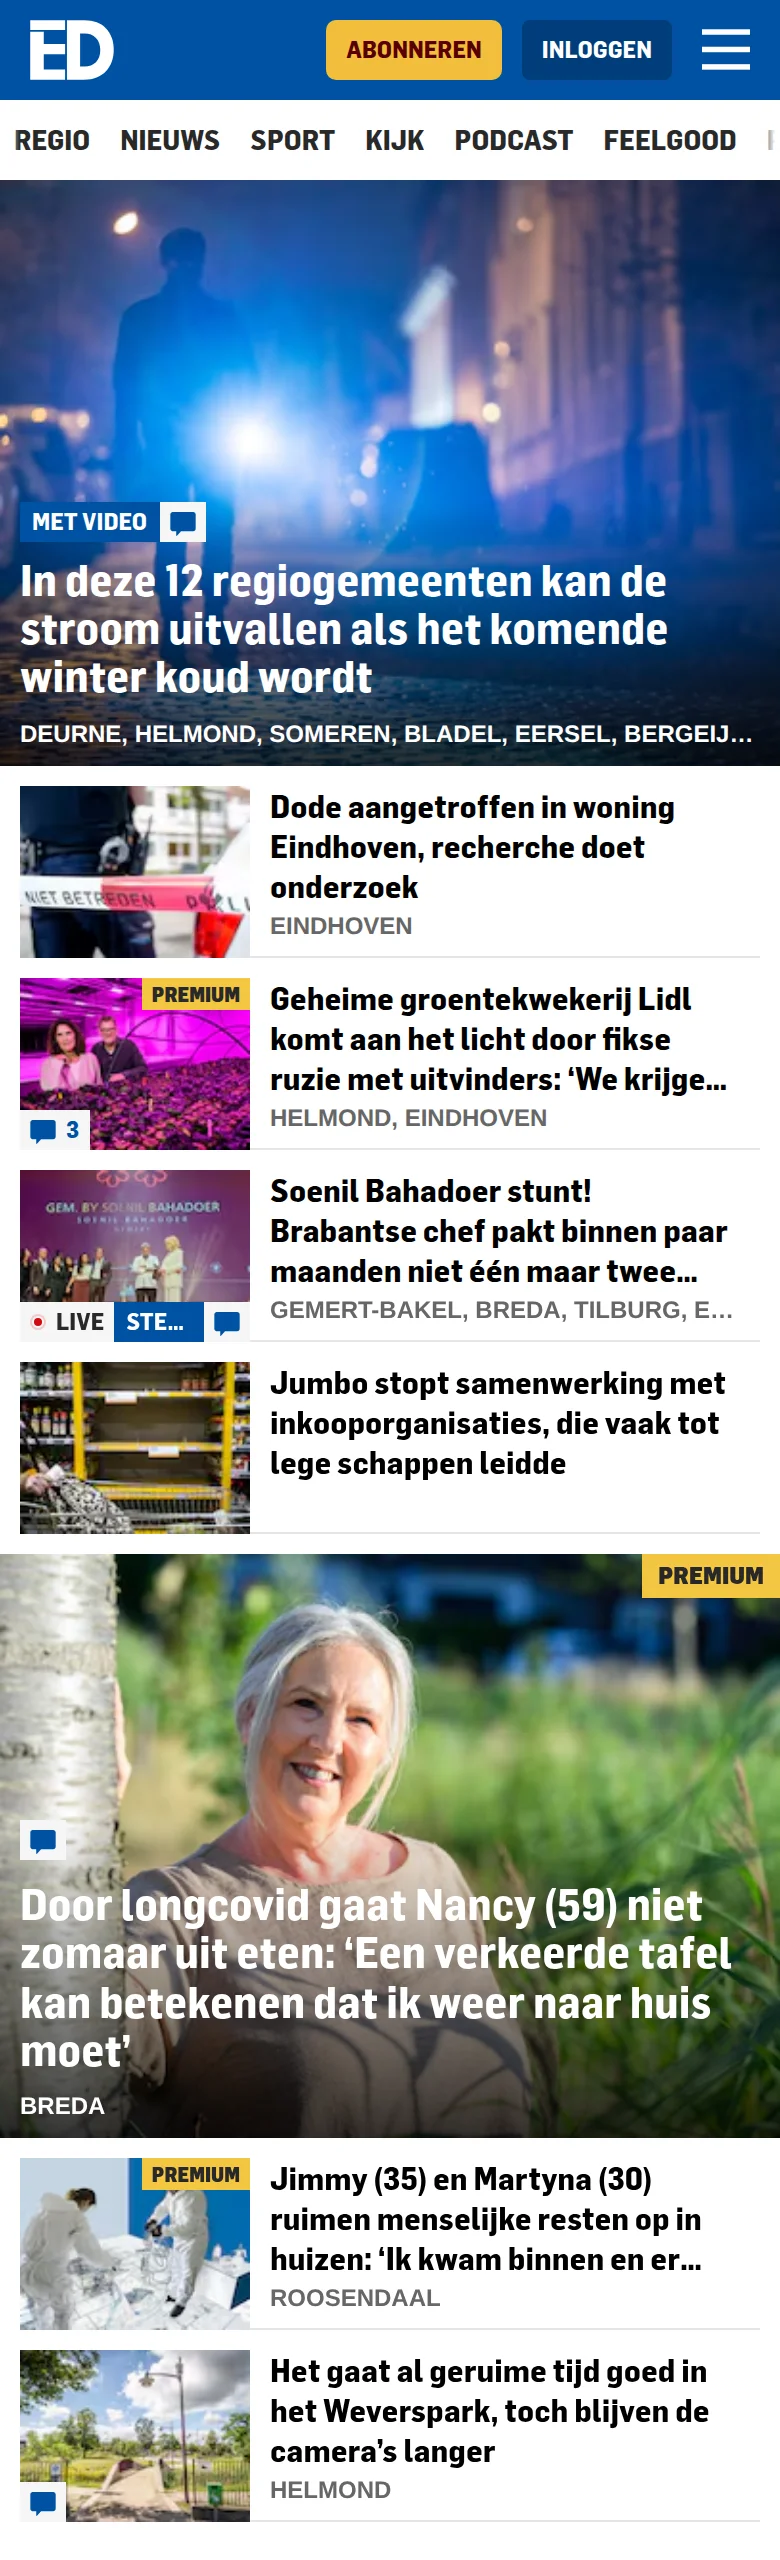 ED
ABONNEREN
INLOGGEN
REGIO NIEUWS SPORT KIJK PODCAST FEELGOOD
MET VIDEO
In deze 12 regiogemeenten kan de
stroom uitvallen als het komende
winter koud wordt
DEURNE, HELMOND, SOMEREN, BLADEL, EERSEL, BERGEIJ…
NIET BETREDEN
Dode aangetroffen in woning
Eindhoven, recherche doet
onderzoek
EINDHOVEN
PREMIUM
3
Geheime groentekwekerij Lidl
komt aan het licht door fikse
ruzie met uitvinders: ‘We krijge…
HELMOND, EINDHOVEN
GEM. BY SOENIL BAHADOER
SOENIL BAHADOER
LIVE STE…
Soenil Bahadoer stunt!
Brabantse chef pakt binnen paar
maanden niet één maar twee…
GEMERT-BAKEL, BREDA, TILBURG, E…
Jumbo stopt samenwerking met
inkooporganisaties, die vaak tot
lege schappen leidde
PREMIUM
Door longcovid gaat Nancy (59) niet
zomaar uit eten: ‘Een verkeerde tafel
kan betekenen dat ik weer naar huis
moet’
BREDA
PREMIUM
Jimmy (35) en Martyna (30)
ruimen menselijke resten op in
huizen: ‘Ik kwam binnen en er…
ROOSENDAAL
Het gaat al geruime tijd goed in
het Weverspark, toch blijven de
camera’s langer
HELMOND